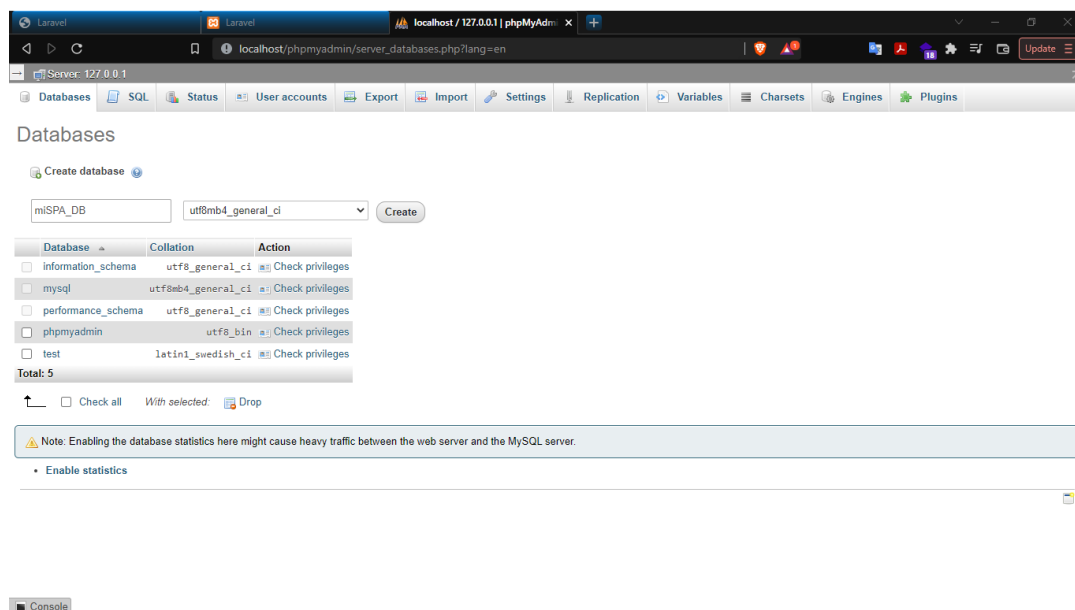 Laravel Laravel localhost / 127.0.0.1 | phpMyAdmi
localhost/phpmyadmin/server_databases.php?lang=en 18 Update
Server: 127.0.0.1
Databases SQL Status User accounts Export Import Settings Replication Variables Charsets Engines Plugins
Databases
Create database
miSPA_DB utf8mb4_general_ci Create
Database Collation Action
information_schema utf8_general_ci Check privileges
mysql utf8mb4_general_ci Check privileges
performance_schema utf8_general_ci Check privileges
phpmyadmin utf8_bin Check privileges
test latin1_swedish_ci Check privileges
Total: 5
Check all With selected: Drop
Note: Enabling the database statistics here might cause heavy traffic between the web server and the MySQL server.
• Enable statistics
Console